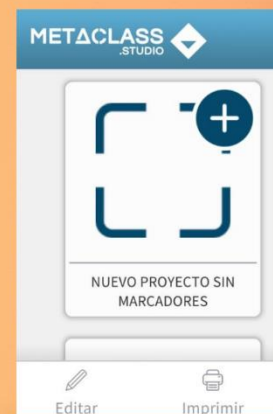 METACLASS
.STUDIO
NUEVO PROYECTO SIN
MARCADORES
Editar
Imprimir